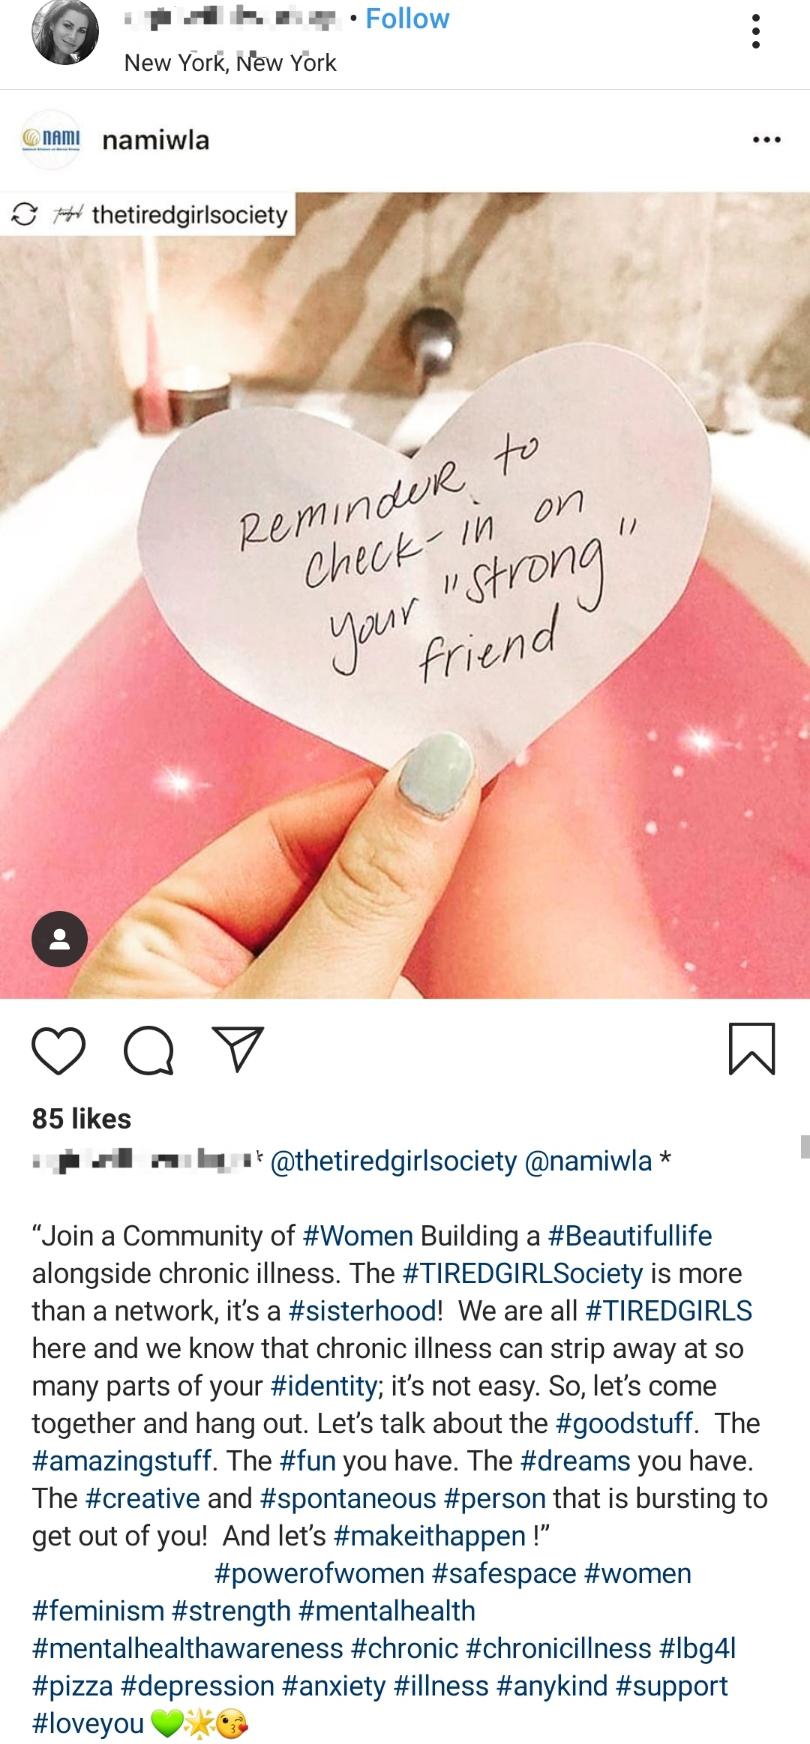 • Follow
New York, New York
NAMI
namiwla
thetiredgirlsociety
Reminder to
check-in on
your "strong"
friend
85 likes
* @thetiredgirlsociety @namiwla *
“Join a Community of #Women Building a #Beautifullife
alongside chronic illness. The #TIREDGIRLSociety is more
than a network, it’s a #sisterhood!  We are all #TIREDGIRLS
here and we know that chronic illness can strip away at so
many parts of your #identity; it’s not easy. So, let’s come
together and hang out. Let’s talk about the #goodstuff.  The
#amazingstuff. The #fun you have. The #dreams you have.
The #creative and #spontaneous #person that is bursting to
get out of you!  And let’s #makeithappen !”
#powerofwomen #safespace #women
#feminism #strength #mentalhealth
#mentalhealthawareness #chronic #chronicillness #lbg4l
#pizza #depression #anxiety #illness #anykind #support
#loveyou 💚🌟😘